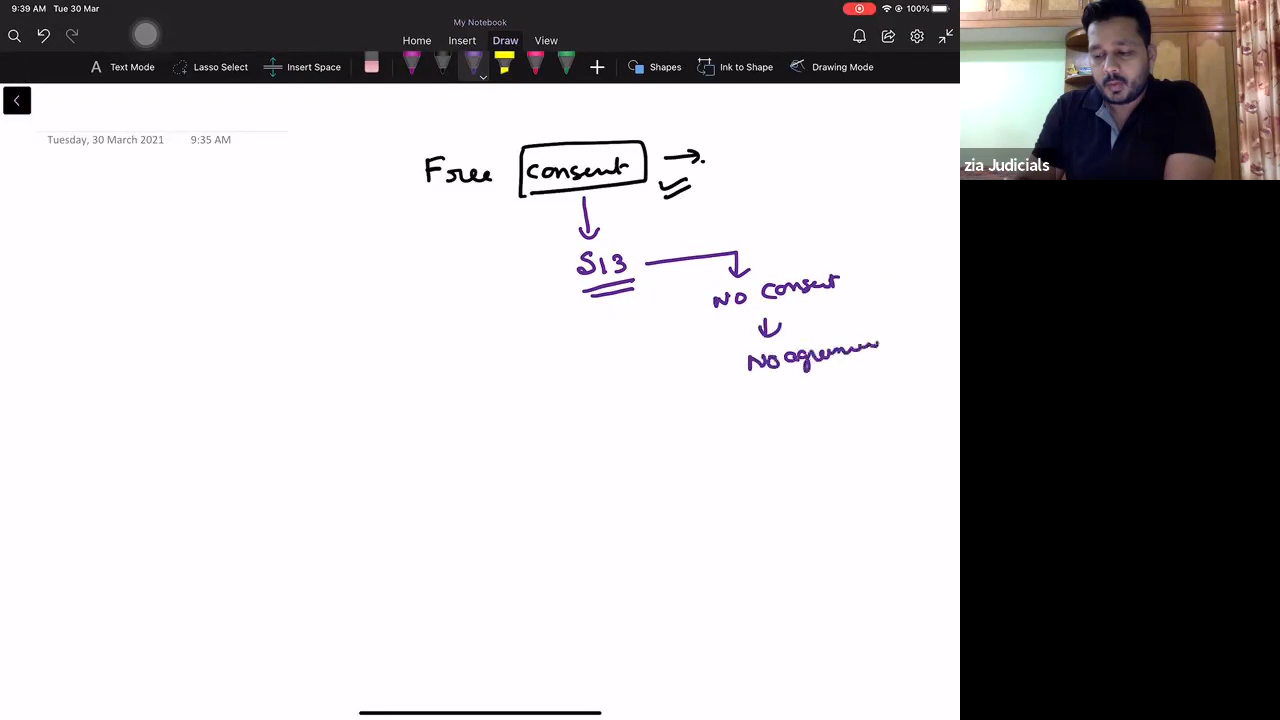 9:39 AM Tue 30 Mar
100%
My Notebook
Home Insert Draw View
A Text Mode Lasso Select Insert Space Shapes Ink to Shape Drawing Mode
zia Judicials
Tuesday, 30 March 2021 9:35 AM
Free consent →
S13
NO consent
No